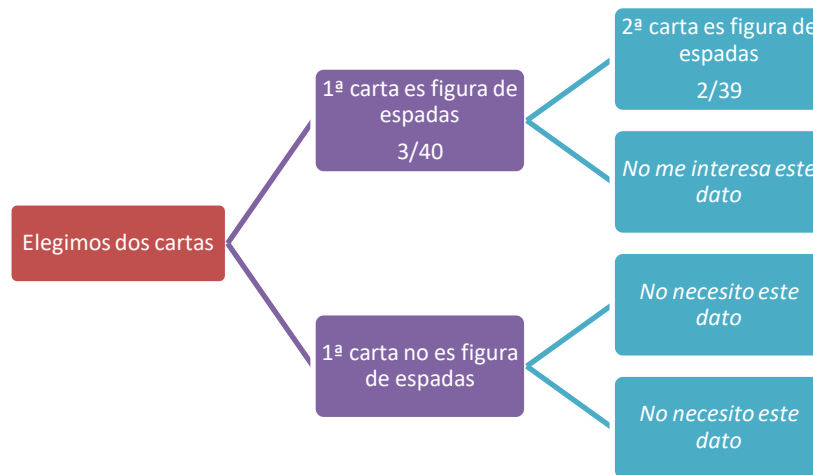 2ª carta es figura de
espadas
2/39
1ª carta es figura de
espadas
3/40
No me interesa este
dato
Elegimos dos cartas
No necesito este
dato
1ª carta no es figura
de espadas
No necesito este
dato